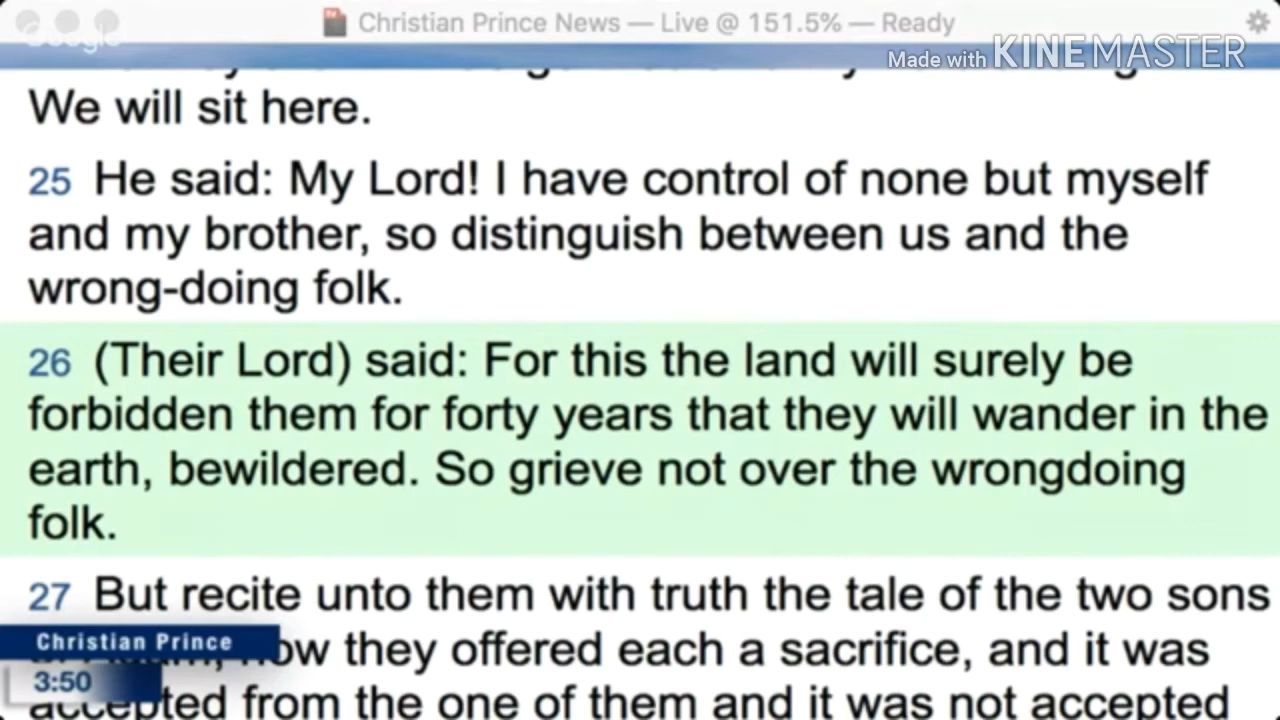 Christian Prince News — Live @ 151.5% — Ready
Google
Made with KINEMASTER
We will sit here.
25 He said: My Lord! I have control of none but myself
and my brother, so distinguish between us and the
wrong-doing folk.
26 (Their Lord) said: For this the land will surely be
forbidden them for forty years that they will wander in the
earth, bewildered. So grieve not over the wrongdoing
folk.
27 But recite unto them with truth the tale of the two sons
they offered each a sacrifice, and it was
accepted from the one of them and it was not accepted
Christian Prince
3:50